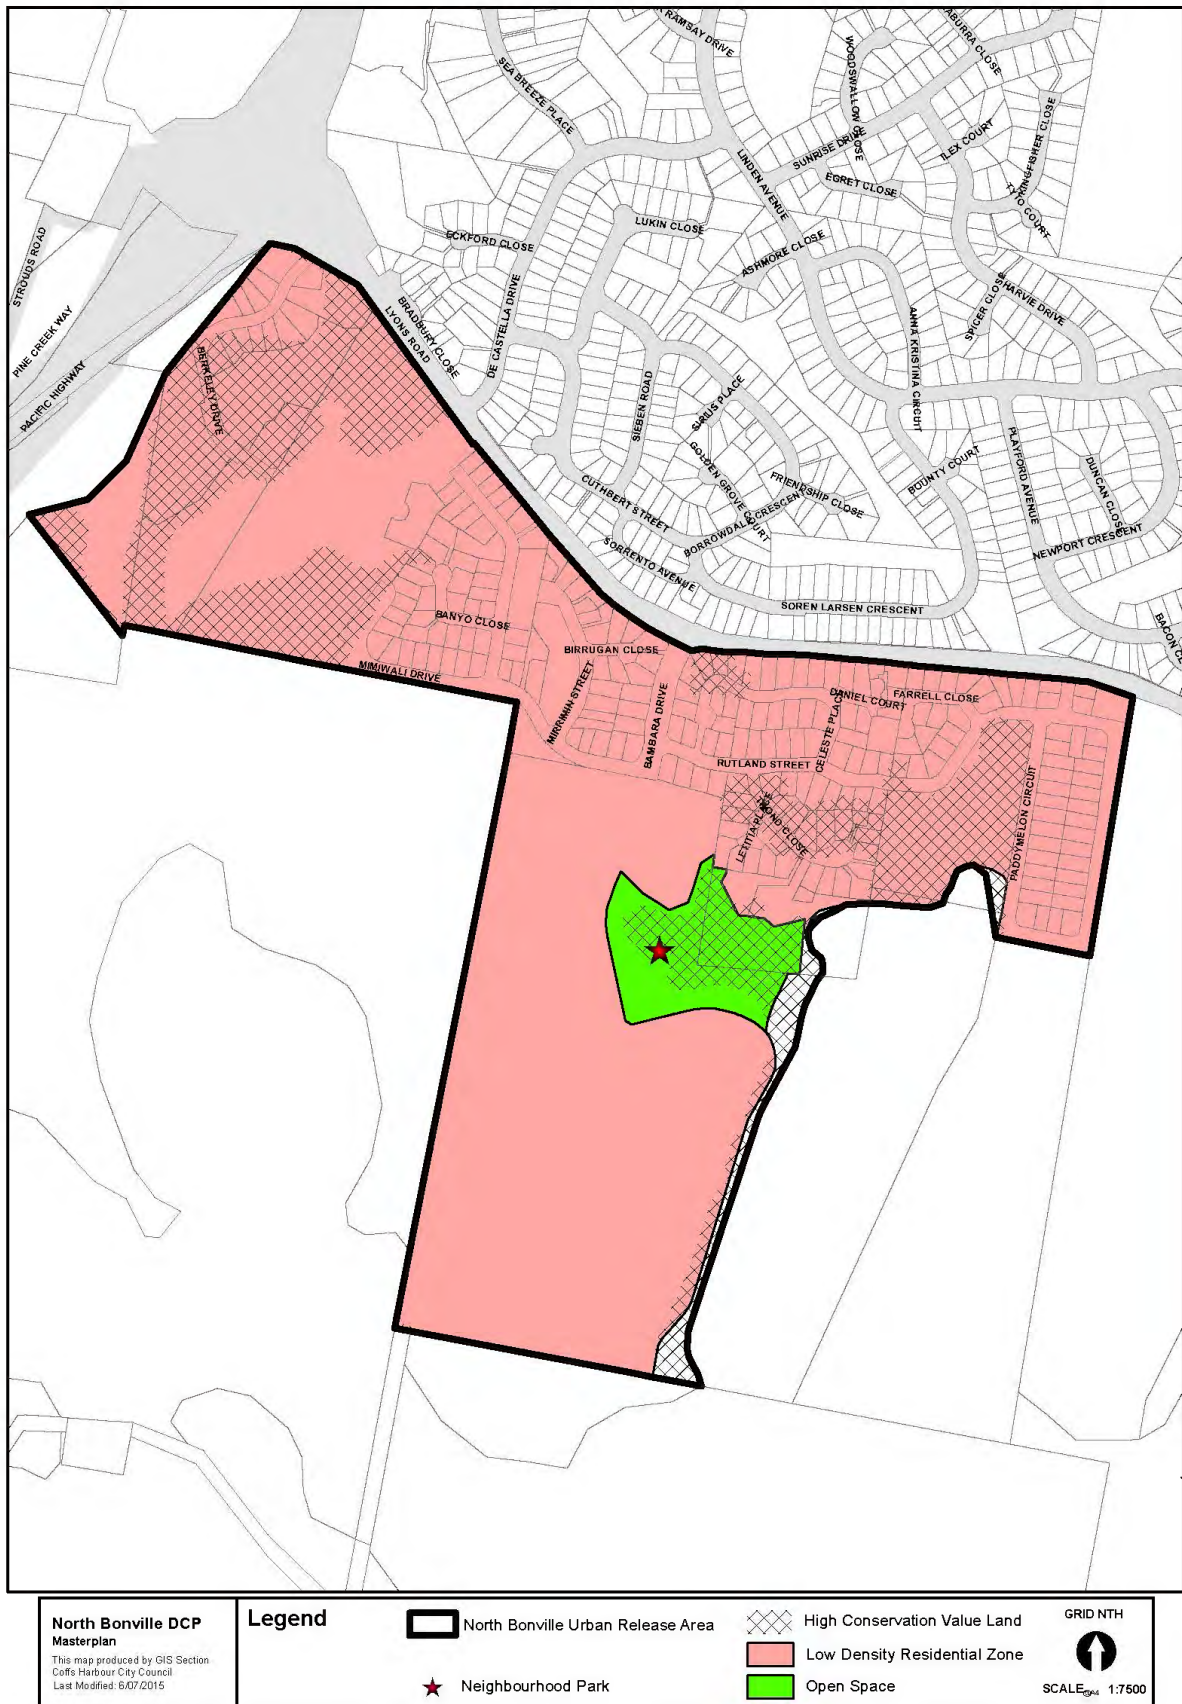 RAMSAY DRIVE
SEA BREEZE PLACE
WOODSWALLOW CLOSE
LINDEN AVENUE
SUNRISE DRIVE
ILEX COURT
KINGFISHER CLOSE
EGRET CLOSE
TYTO COURT
LUKIN CLOSE
ECKFORD CLOSE
ASHMORE CLOSE
STROUDS ROAD
PINE CREEK WAY
PACIFIC HIGHWAY
BRADBURY CLOSE
LYONS ROAD
DE CASTELLA DRIVE
SPICER CLOSE
SHARVIE DRIVE
ANNA KRISTINA CIRCUIT
BERKELEY DRIVE
SIEBEN ROAD
SIRIUS PLACE
GOLDEN GROVE COURT
FRIENDSHIP CLOSE
BOUNTY COURT
PLAYFORD AVENUE
DUNCAN CLOSE
CUTHBERT STREET
BORROWDALE CRESCENT
NEWPORT CRESCENT
SORRENTO AVENUE
SOREN LARSEN CRESCENT
BACON CL
BANYO CLOSE
BIRRUGAN CLOSE
MIMIWALI DRIVE
MIRRIMIN STREET
BAMBARA DRIVE
DANIEL COURT
FARRELL CLOSE
CELESTE PLACE
RUTLAND STREET
LETITIA PLACE
CLOSE
PADDYMELON CIRCUIT
North Bonville DCP
Masterplan
This map produced by GIS Section
Coffs Harbour City Council
Last Modified: 6/07/2015
Legend
North Bonville Urban Release Area
Neighbourhood Park
High Conservation Value Land
Low Density Residential Zone
Open Space
GRID NTH
SCALE @A4 1:7500